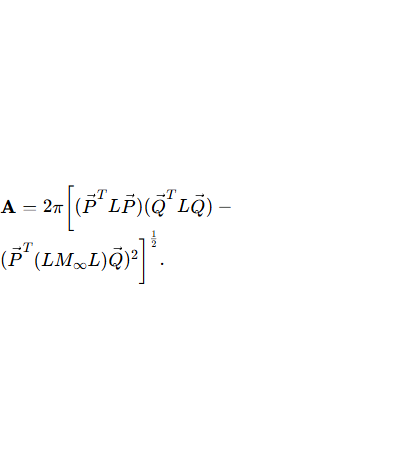 𝐀 = 2π[(P⃗ᵀLP⃗)(Q⃗ᵀLQ⃗) −
(P⃗ᵀ(LM∞L)Q⃗)²]^½.